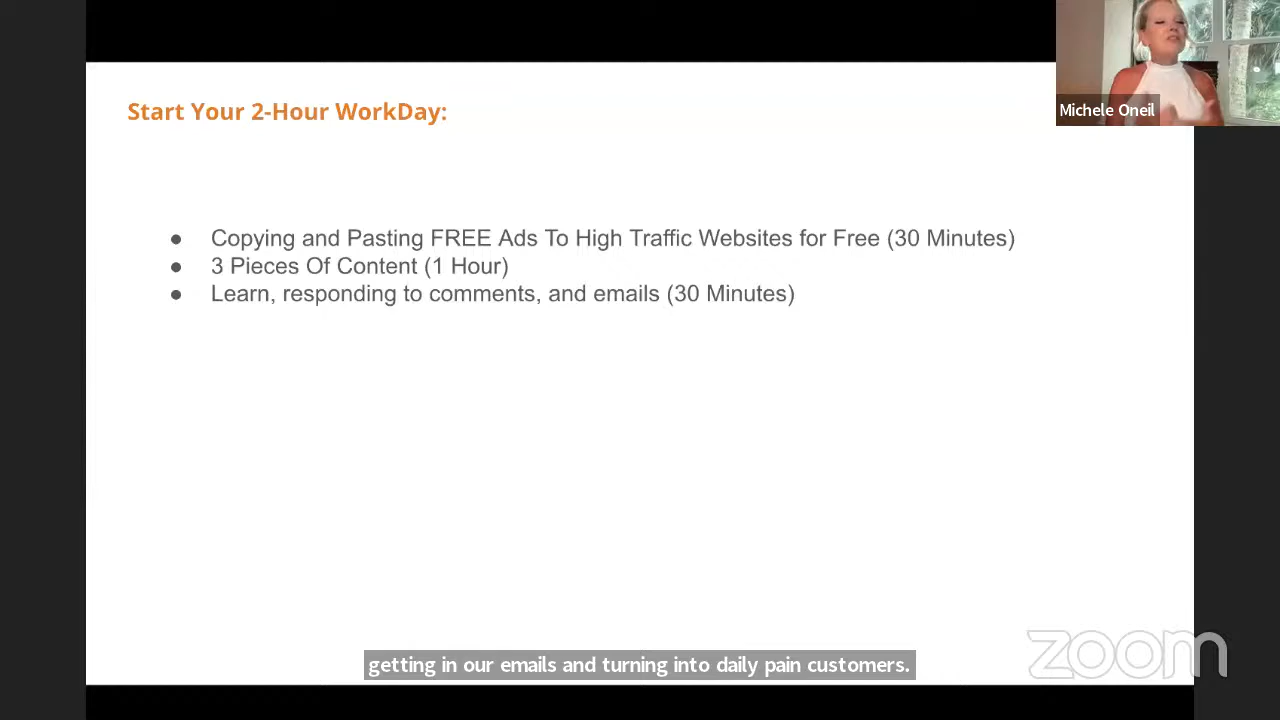 Michele Oneil
Start Your 2-Hour WorkDay:
● Copying and Pasting FREE Ads To High Traffic Websites for Free (30 Minutes)
● 3 Pieces Of Content (1 Hour)
● Learn, responding to comments, and emails (30 Minutes)
getting in our emails and turning into daily pain customers.
zoom